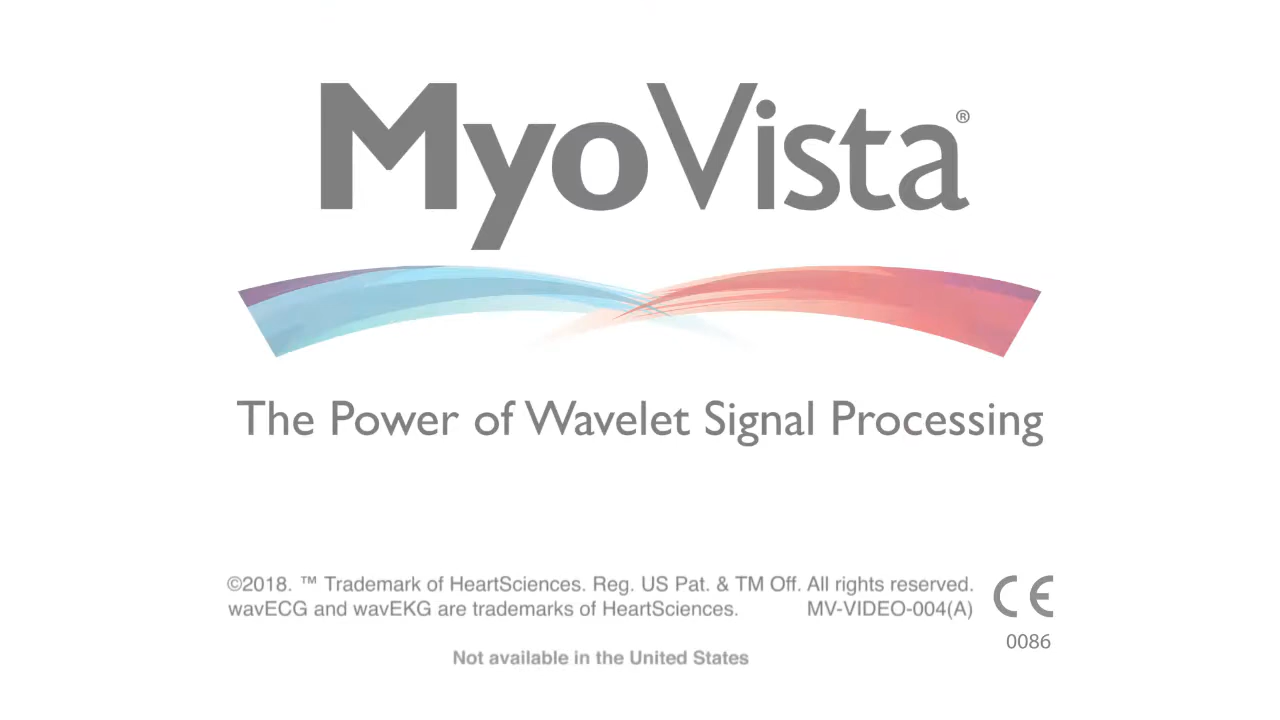 MyoVista®
The Power of Wavelet Signal Processing
©2018. ™ Trademark of HeartSciences. Reg. US Pat. & TM Off. All rights reserved.
wavECG and wavEKG are trademarks of HeartSciences. MV-VIDEO-004(A)
CE
0086
Not available in the United States